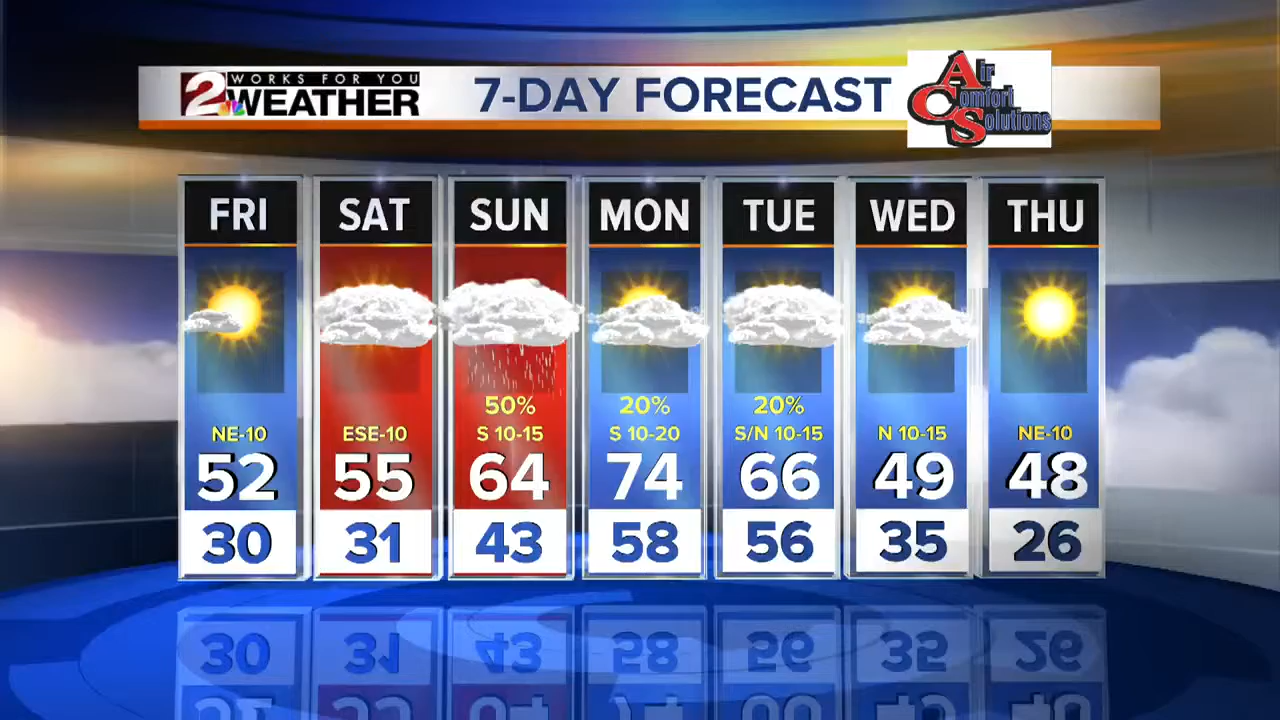 2 WORKS FOR YOU
WEATHER
7-DAY FORECAST
Air
Comfort
Solutions
FRI SAT SUN MON TUE WED THU
50% 20% 20%
NE-10 ESE-10 S 10-15 S 10-20 S/N 10-15 N 10-15 NE-10
52 55 64 74 66 49 48
30 31 43 58 56 35 26